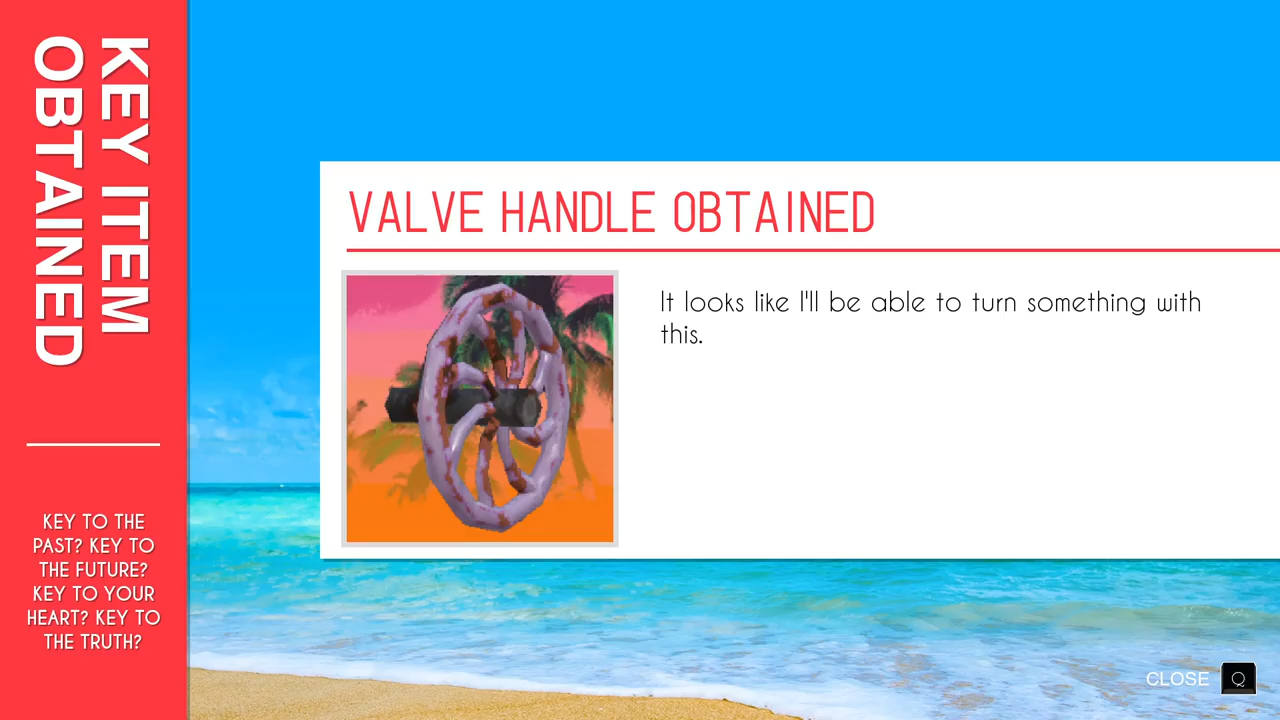 KEY ITEM
OBTAINED
KEY TO THE
PAST? KEY TO
THE FUTURE?
KEY TO YOUR
HEART? KEY TO
THE TRUTH?
VALVE HANDLE OBTAINED
It looks like I'll be able to turn something with
this.
CLOSE Q